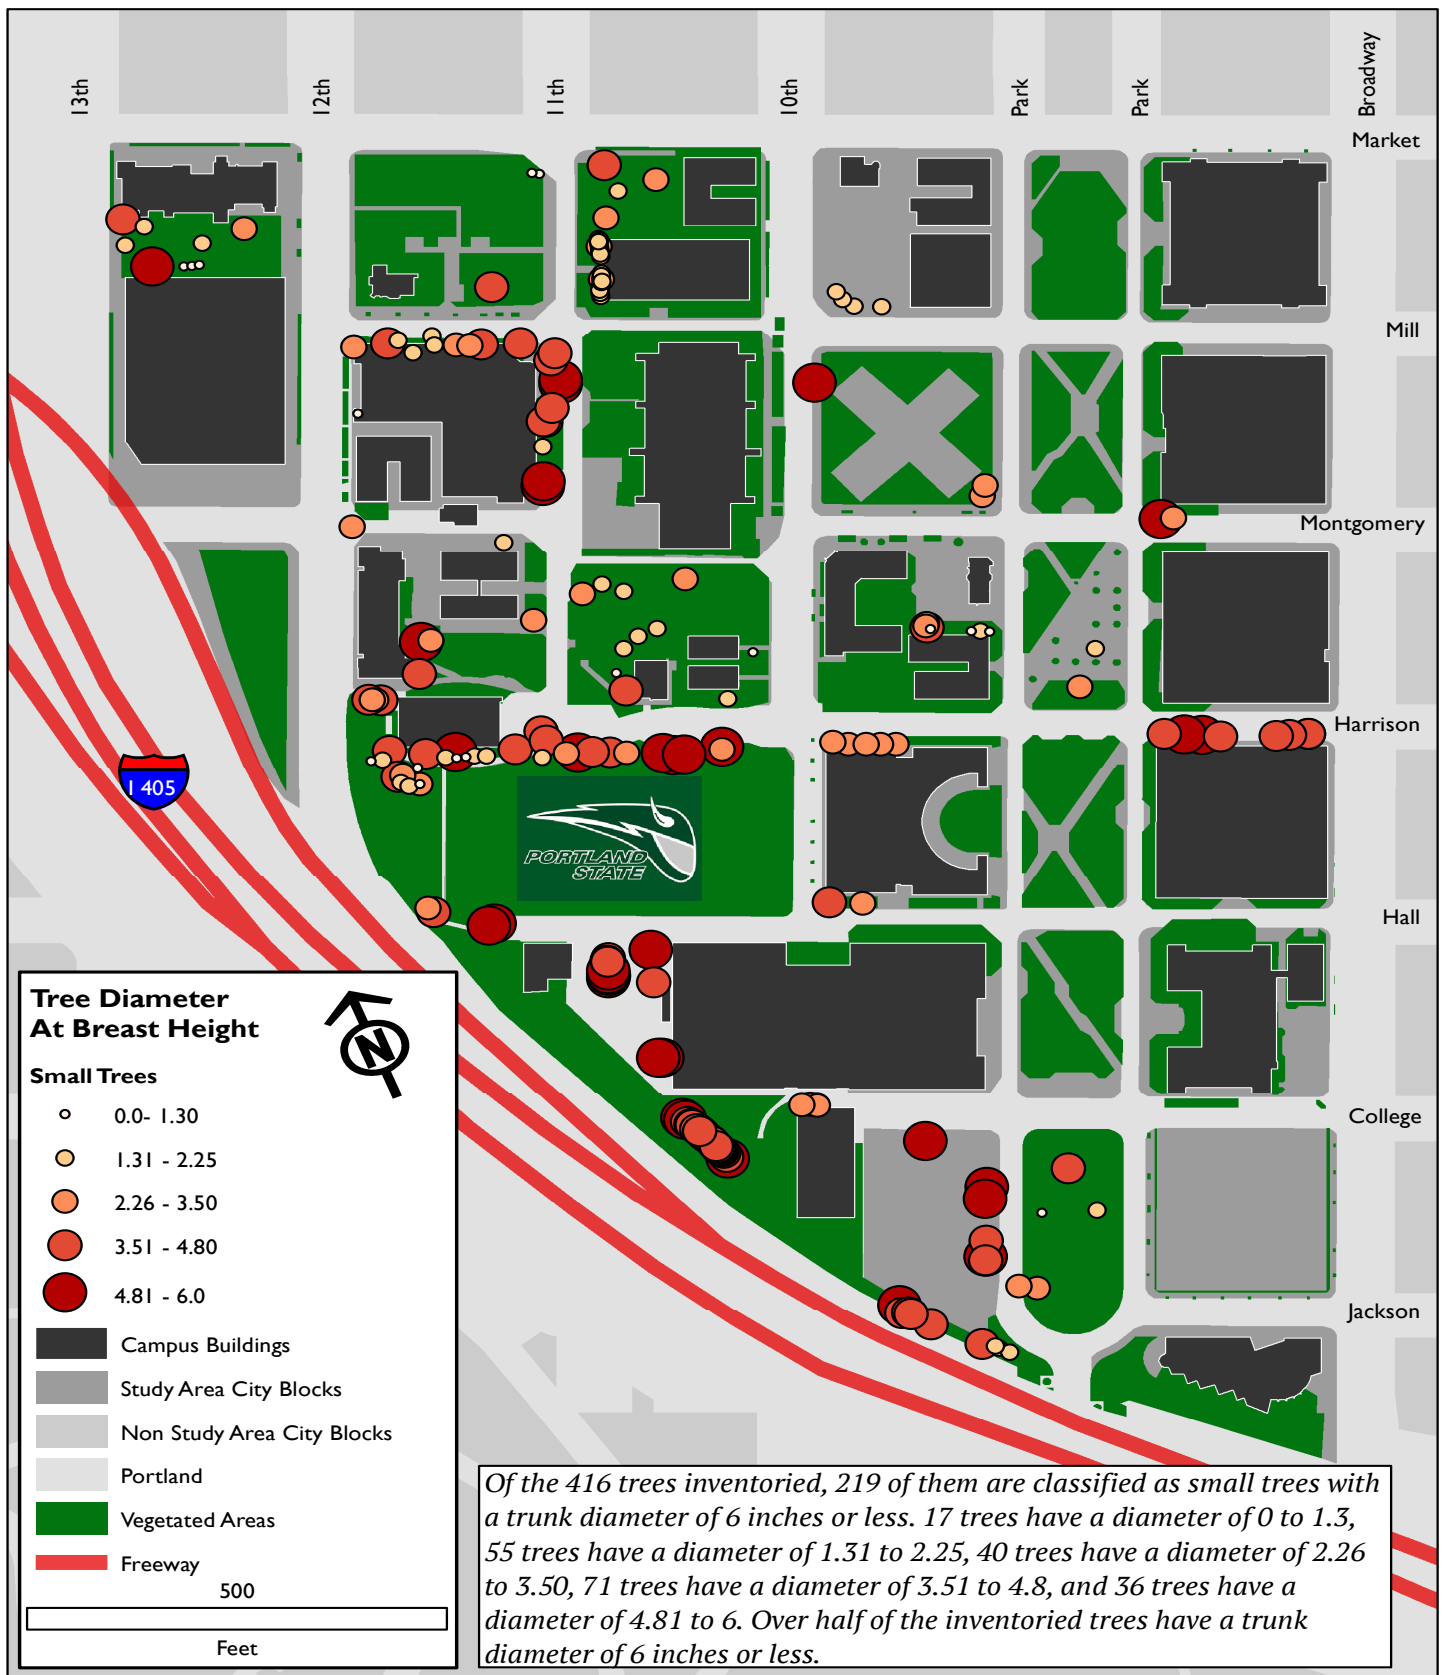 13th
12th
11th
10th
Park
Park
Broadway
Market
Mill
Montgomery
Harrison
Hall
College
Jackson
I 405
PORTLAND
STATE
Tree Diameter
At Breast Height
N
Small Trees
0.0- 1.30
1.31 - 2.25
2.26 - 3.50
3.51 - 4.80
4.81 - 6.0
Campus Buildings
Study Area City Blocks
Non Study Area City Blocks
Portland
Vegetated Areas
Freeway
500
Feet
Of the 416 trees inventoried, 219 of them are classified as small trees with
a trunk diameter of 6 inches or less. 17 trees have a diameter of 0 to 1.3,
55 trees have a diameter of 1.31 to 2.25, 40 trees have a diameter of 2.26
to 3.50, 71 trees have a diameter of 3.51 to 4.8, and 36 trees have a
diameter of 4.81 to 6. Over half of the inventoried trees have a trunk
diameter of 6 inches or less.